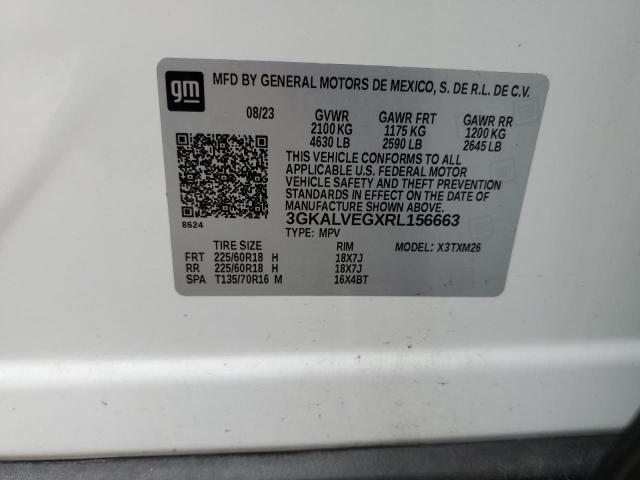 gm
MFD BY GENERAL MOTORS DE MEXICO, S. DE R.L. DE C.V.
08/23 GVWR GAWR FRT GAWR RR
2100 KG 1175 KG 1200 KG
4630 LB 2590 LB 2645 LB
THIS VEHICLE CONFORMS TO ALL
APPLICABLE U.S. FEDERAL MOTOR
VEHICLE SAFETY AND THEFT PREVENTION
STANDARDS IN EFFECT ON THE DATE OF
MANUFACTURE SHOWN ABOVE.
8624 3GKALVEGXRL156663
TYPE: MPV
TIRE SIZE RIM MODEL: X3TXM26
FRT 225/60R18 H 18X7J
RR 225/60R18 H 18X7J
SPA T135/70R16 M 16X4BT